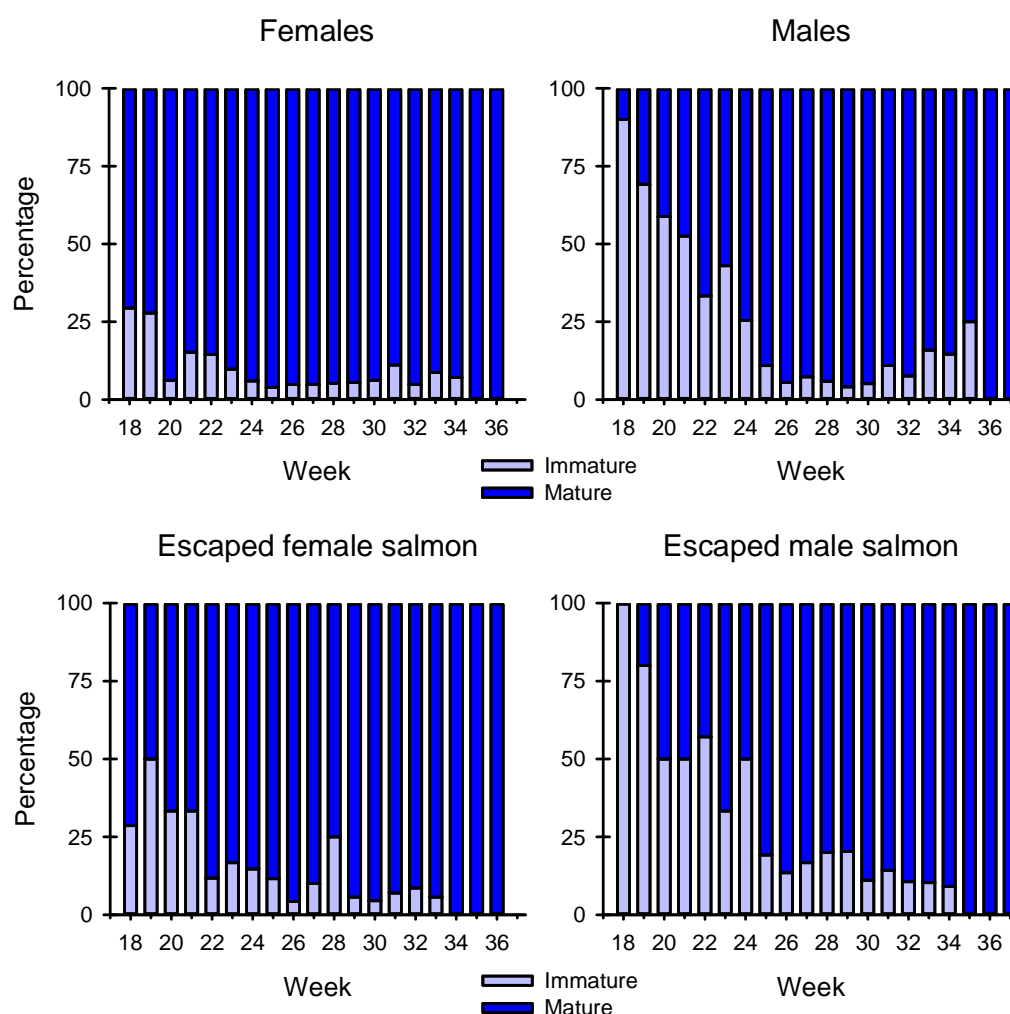 Females
Males
100
75
50
25
0
Percentage
18 20 22 24 26 28 30 32 34 36
Week
100
75
50
25
0
18 20 22 24 26 28 30 32 34 36
Week
Immature
Mature
Escaped female salmon
Escaped male salmon
100
75
50
25
0
Percentage
18 20 22 24 26 28 30 32 34 36
Week
100
75
50
25
0
18 20 22 24 26 28 30 32 34 36
Week
Immature
Mature